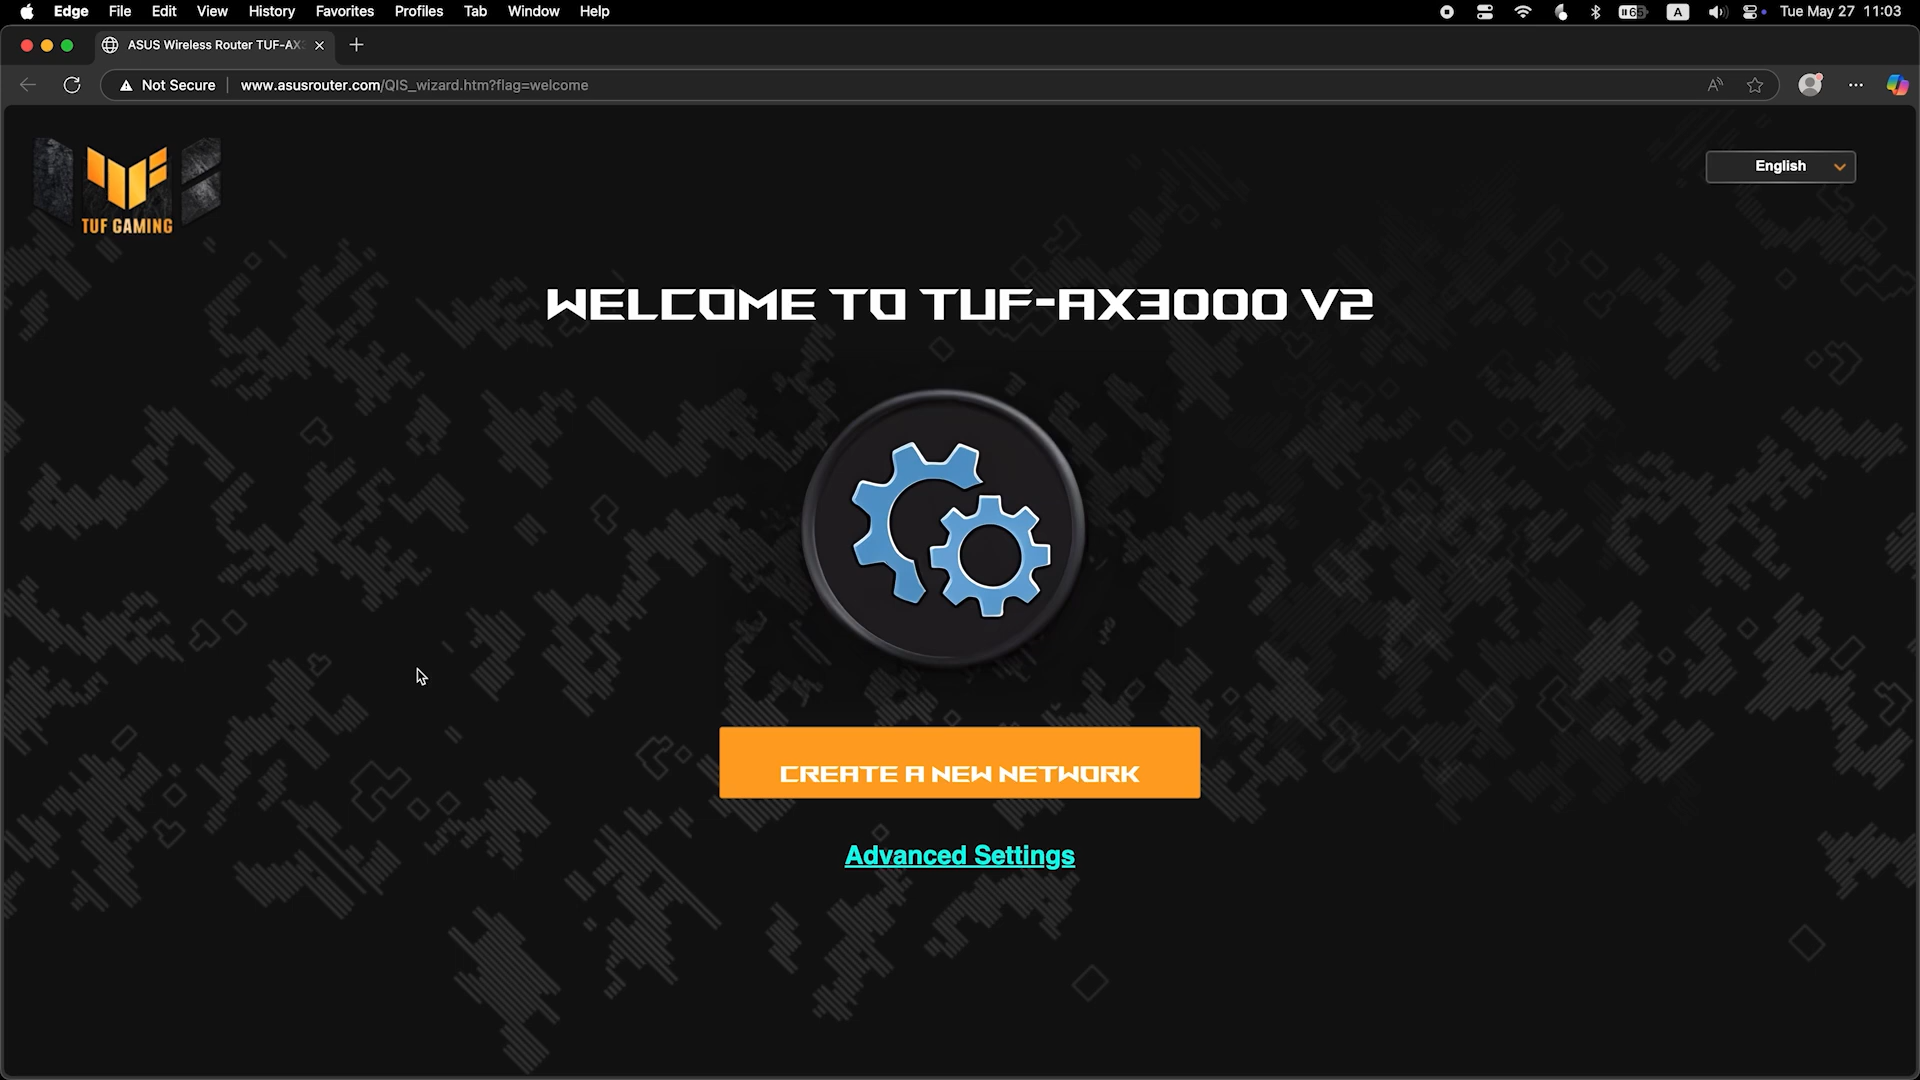 Edge File Edit View History Favorites Profiles Tab Window Help
65 A Tue May 27 11:03
ASUS Wireless Router TUF-AX3
Not Secure www.asusrouter.com/QIS_wizard.htm?flag=welcome
TUF GAMING
English
WELCOME TO TUF-AX3000 V2
CREATE A NEW NETWORK
Advanced Settings